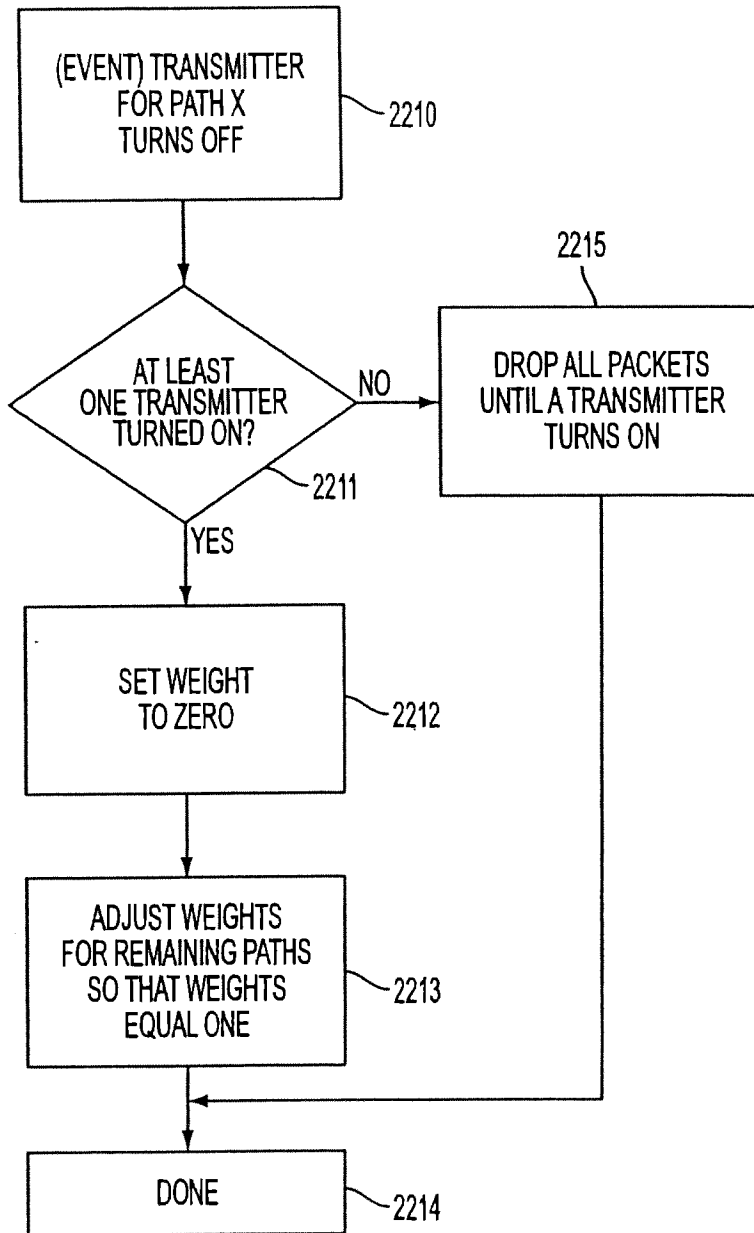 (EVENT) TRANSMITTER
FOR PATH X
TURNS OFF
2210
AT LEAST
ONE TRANSMITTER
TURNED ON?
2211
NO
2215
DROP ALL PACKETS
UNTIL A TRANSMITTER
TURNS ON
YES
SET WEIGHT
TO ZERO
2212
ADJUST WEIGHTS
FOR REMAINING PATHS
SO THAT WEIGHTS
EQUAL ONE
2213
DONE
2214